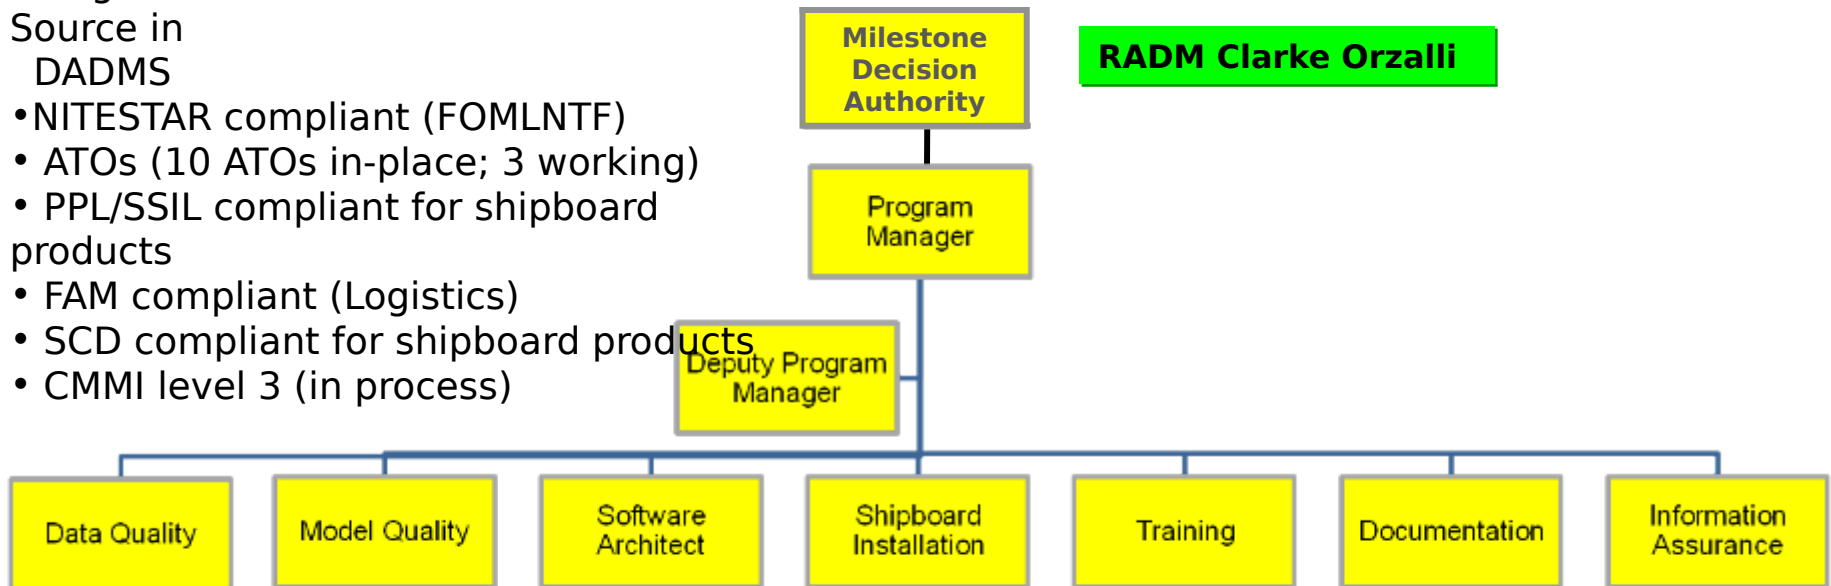 Source in
DADMS
•NITESTAR compliant (FOMLNTF)
• ATOs (10 ATOs in-place; 3 working)
• PPL/SSIL compliant for shipboard
products
• FAM compliant (Logistics)
• SCD compliant for shipboard products
• CMMI level 3 (in process)
Milestone
Decision
Authority
RADM Clarke Orzalli
Program
Manager
Deputy Program
Manager
Data Quality
Model Quality
Software
Architect
Shipboard
Installation
Training
Documentation
Information
Assurance